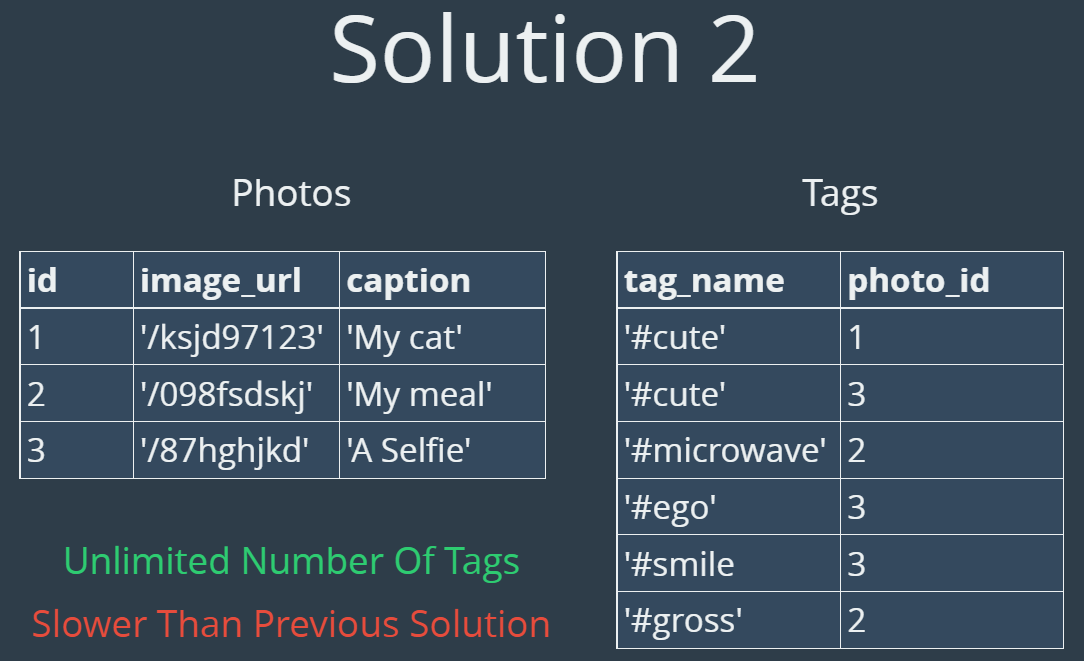 Solution 2
Photos
id image_url caption
1 '/ksjd97123' 'My cat'
2 '/098fsdskj' 'My meal'
3 '/87hghjkd' 'A Selfie'
Unlimited Number Of Tags
Slower Than Previous Solution
Tags
tag_name photo_id
'#cute' 1
'#cute' 3
'#microwave' 2
'#ego' 3
'#smile 3
'#gross' 2